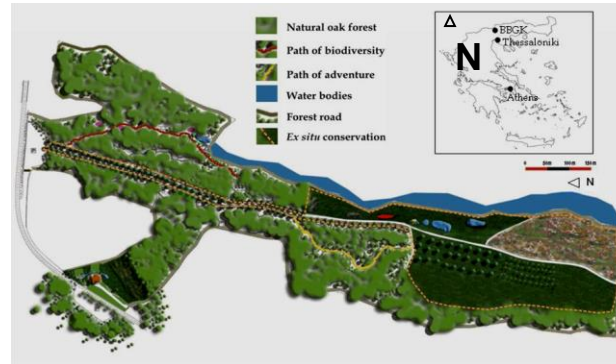 Natural oak forest
Path of biodiversity
Path of adventure
Water bodies
Forest road
Ex situ conservation
N
BBGK
Thessaloniki
Athens
N